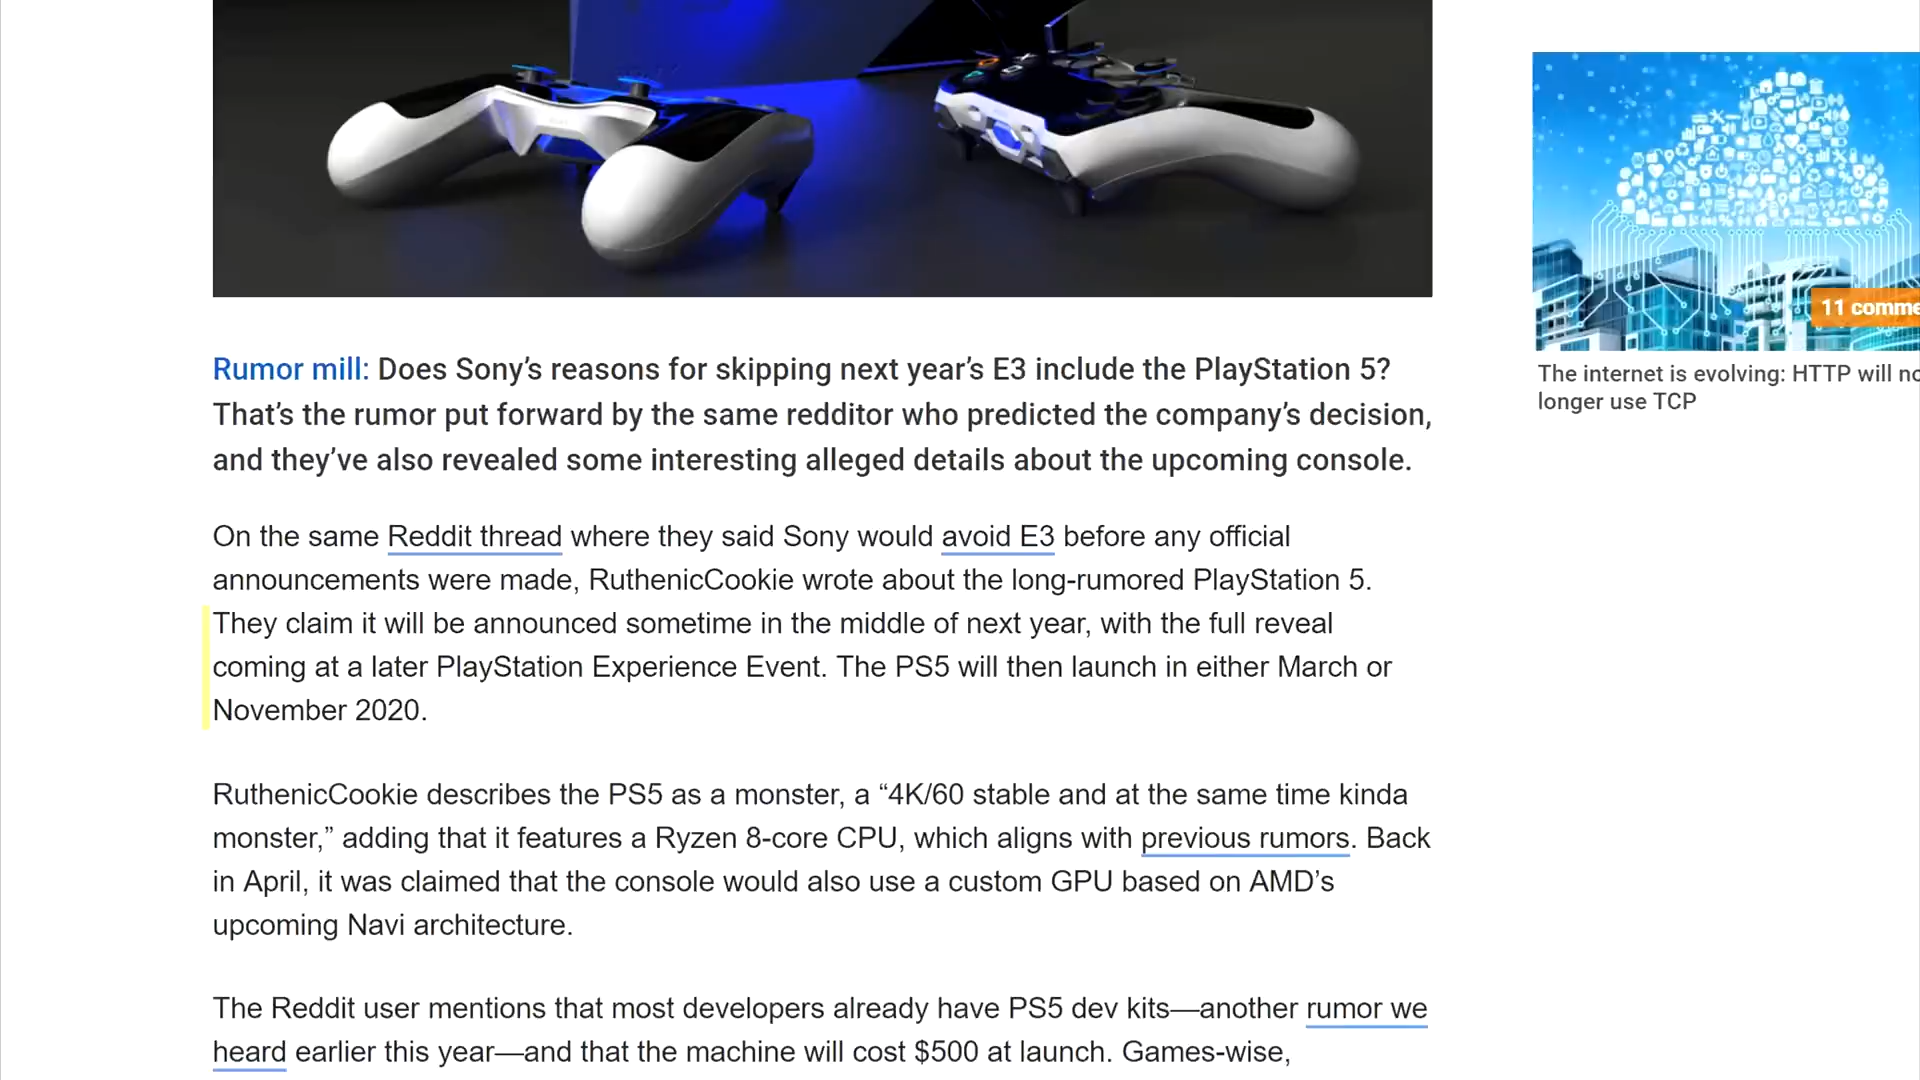 Rumor mill: Does Sony’s reasons for skipping next year’s E3 include the PlayStation 5?
That’s the rumor put forward by the same redditor who predicted the company’s decision,
and they’ve also revealed some interesting alleged details about the upcoming console.
On the same Reddit thread where they said Sony would avoid E3 before any official
announcements were made, RuthenicCookie wrote about the long-rumored PlayStation 5.
They claim it will be announced sometime in the middle of next year, with the full reveal
coming at a later PlayStation Experience Event. The PS5 will then launch in either March or
November 2020.
RuthenicCookie describes the PS5 as a monster, a “4K/60 stable and at the same time kinda
monster,” adding that it features a Ryzen 8-core CPU, which aligns with previous rumors. Back
in April, it was claimed that the console would also use a custom GPU based on AMD’s
upcoming Navi architecture.
The Reddit user mentions that most developers already have PS5 dev kits—another rumor we
heard earlier this year—and that the machine will cost $500 at launch. Games-wise,
11 comme
The internet is evolving: HTTP will no
longer use TCP